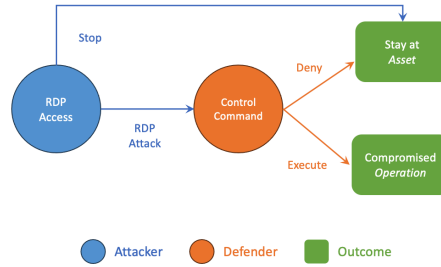 Stop
Stay at
Asset
Deny
RDP
Access
Control
Command
RDP
Attack
Execute
Compromised
Operation
Attacker
Defender
Outcome